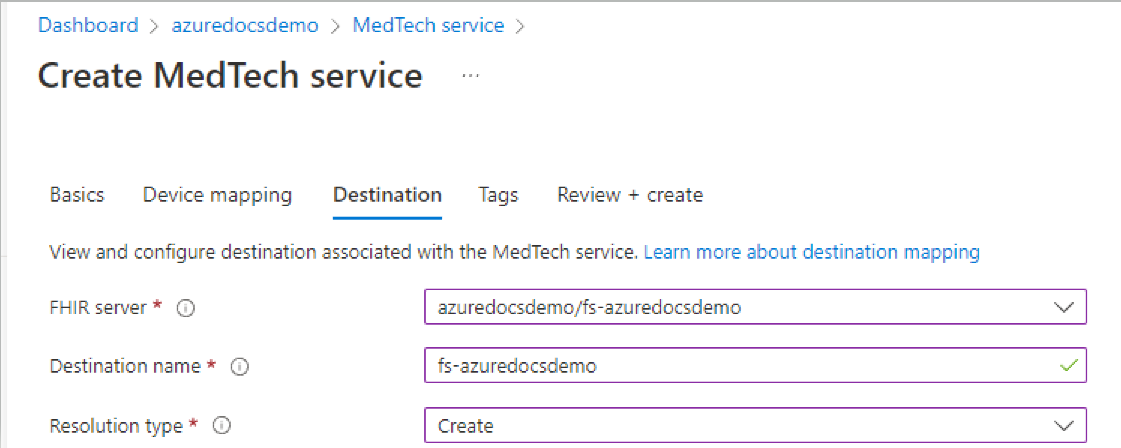 Dashboard > azuredocsdemo > MedTech service >
Create MedTech service ...
Basics Device mapping Destination Tags Review + create
View and configure destination associated with the MedTech service. Learn more about destination mapping
FHIR server * azuredocsdemo/fs-azuredocsdemo
Destination name * fs-azuredocsdemo
Resolution type * Create